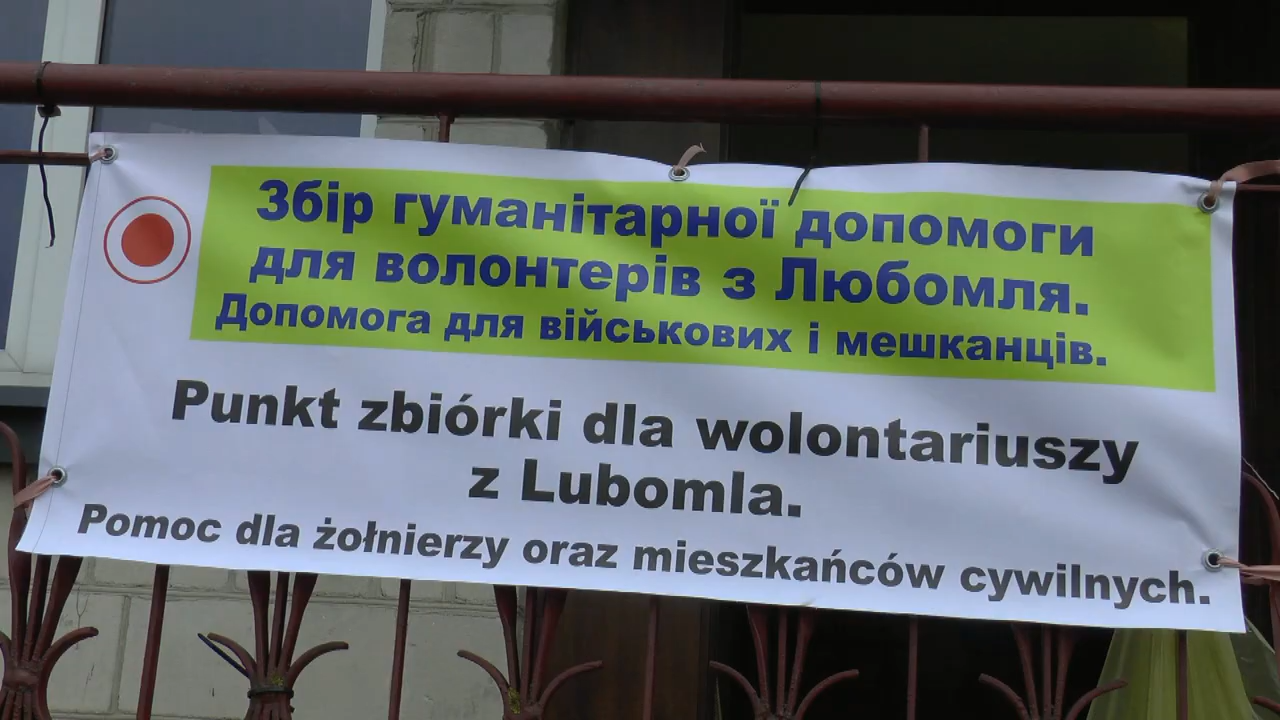 Збір гуманітарної допомоги
для волонтерів з Любомля.
Допомога для військових і мешканців.
Punkt zbiórki dla wolontariuszy
z Lubomla.
Pomoc dla żołnierzy oraz mieszkańców cywilnych.